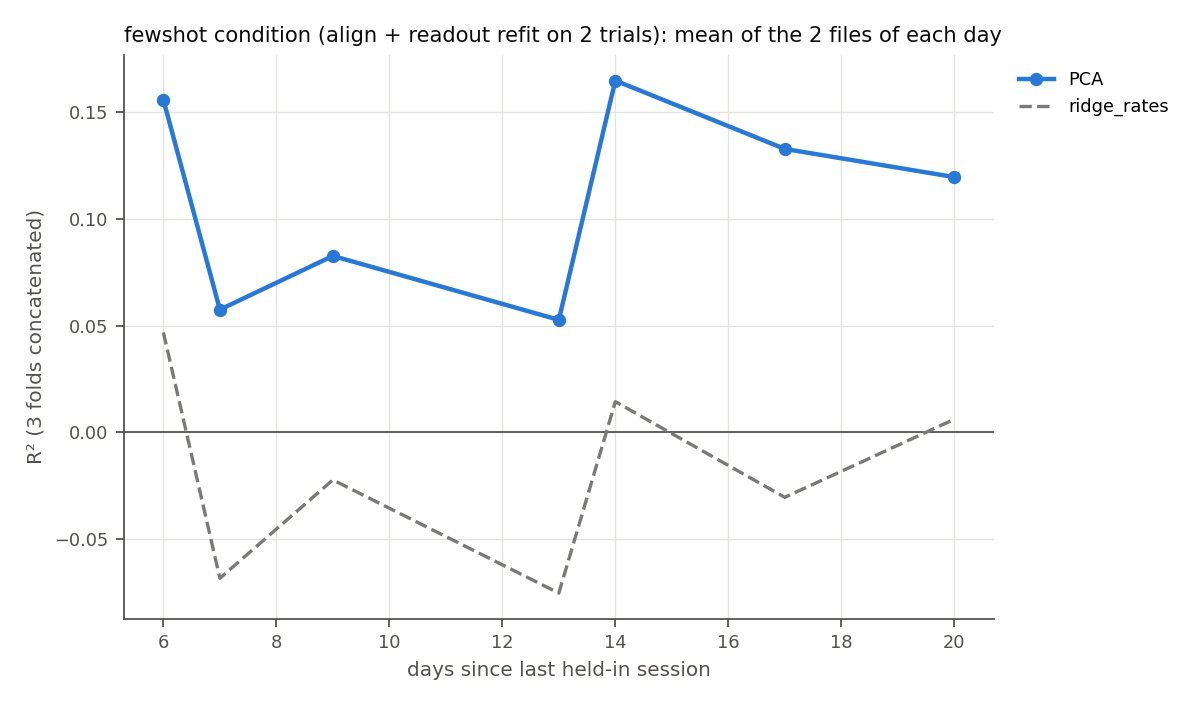 fewshot condition (align + readout refit on 2 trials): mean of the 2 files of each day
PCA
ridge_rates
R² (3 folds concatenated)
0.15
0.10
0.05
0.00
−0.05
6
8
10
12
14
16
18
20
days since last held-in session